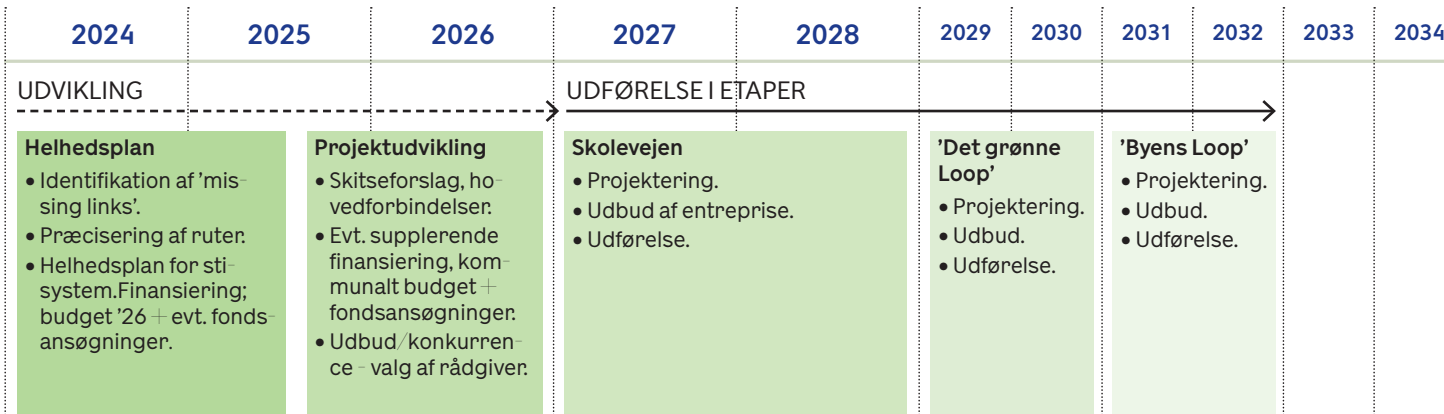 2024 2025 2026 2027 2028 2029 2030 2031 2032 2033 2034
UDVIKLING
UDFØRELSE I ETAPER
Helhedsplan
• Identifikation af 'mis-
sing links'.
• Præcisering af ruter.
• Helhedsplan for sti-
system.Finansiering;
budget '26 + evt. fonds-
ansøgninger.
Projektudvikling
• Skitseforslag, ho-
vedforbindelser.
• Evt. supplerende
finansiering, kom-
munalt budget +
fondsansøgninger.
• Udbud/konkurren-
ce - valg af rådgiver.
Skolevejen
• Projektering.
• Udbud af entreprise.
• Udførelse.
'Det grønne
Loop'
• Projektering.
• Udbud.
• Udførelse.
'Byens Loop'
• Projektering.
• Udbud.
• Udførelse.